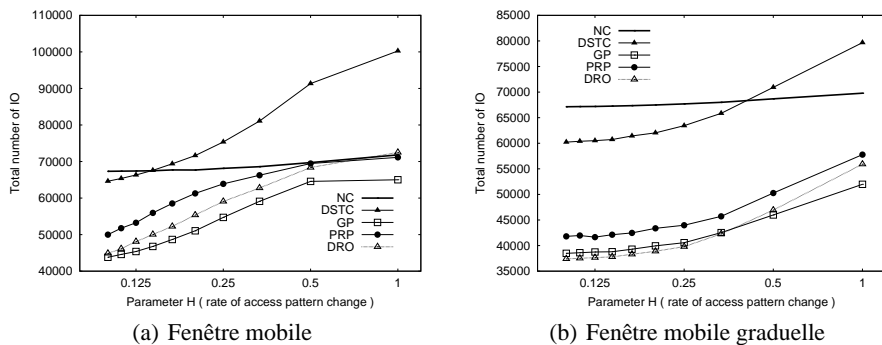 110000
100000
90000
80000
70000
60000
50000
40000
Total number of IO
0.125
0.25
0.5
1
Parameter H ( rate of access pattern change )
NC
DSTC
GP
PRP
DRO
(a) Fenêtre mobile
85000
80000
75000
70000
65000
60000
55000
50000
45000
40000
35000
Total number of IO
0.125
0.25
0.5
1
Parameter H ( rate of access pattern change )
NC
DSTC
GP
PRP
DRO
(b) Fenêtre mobile graduelle